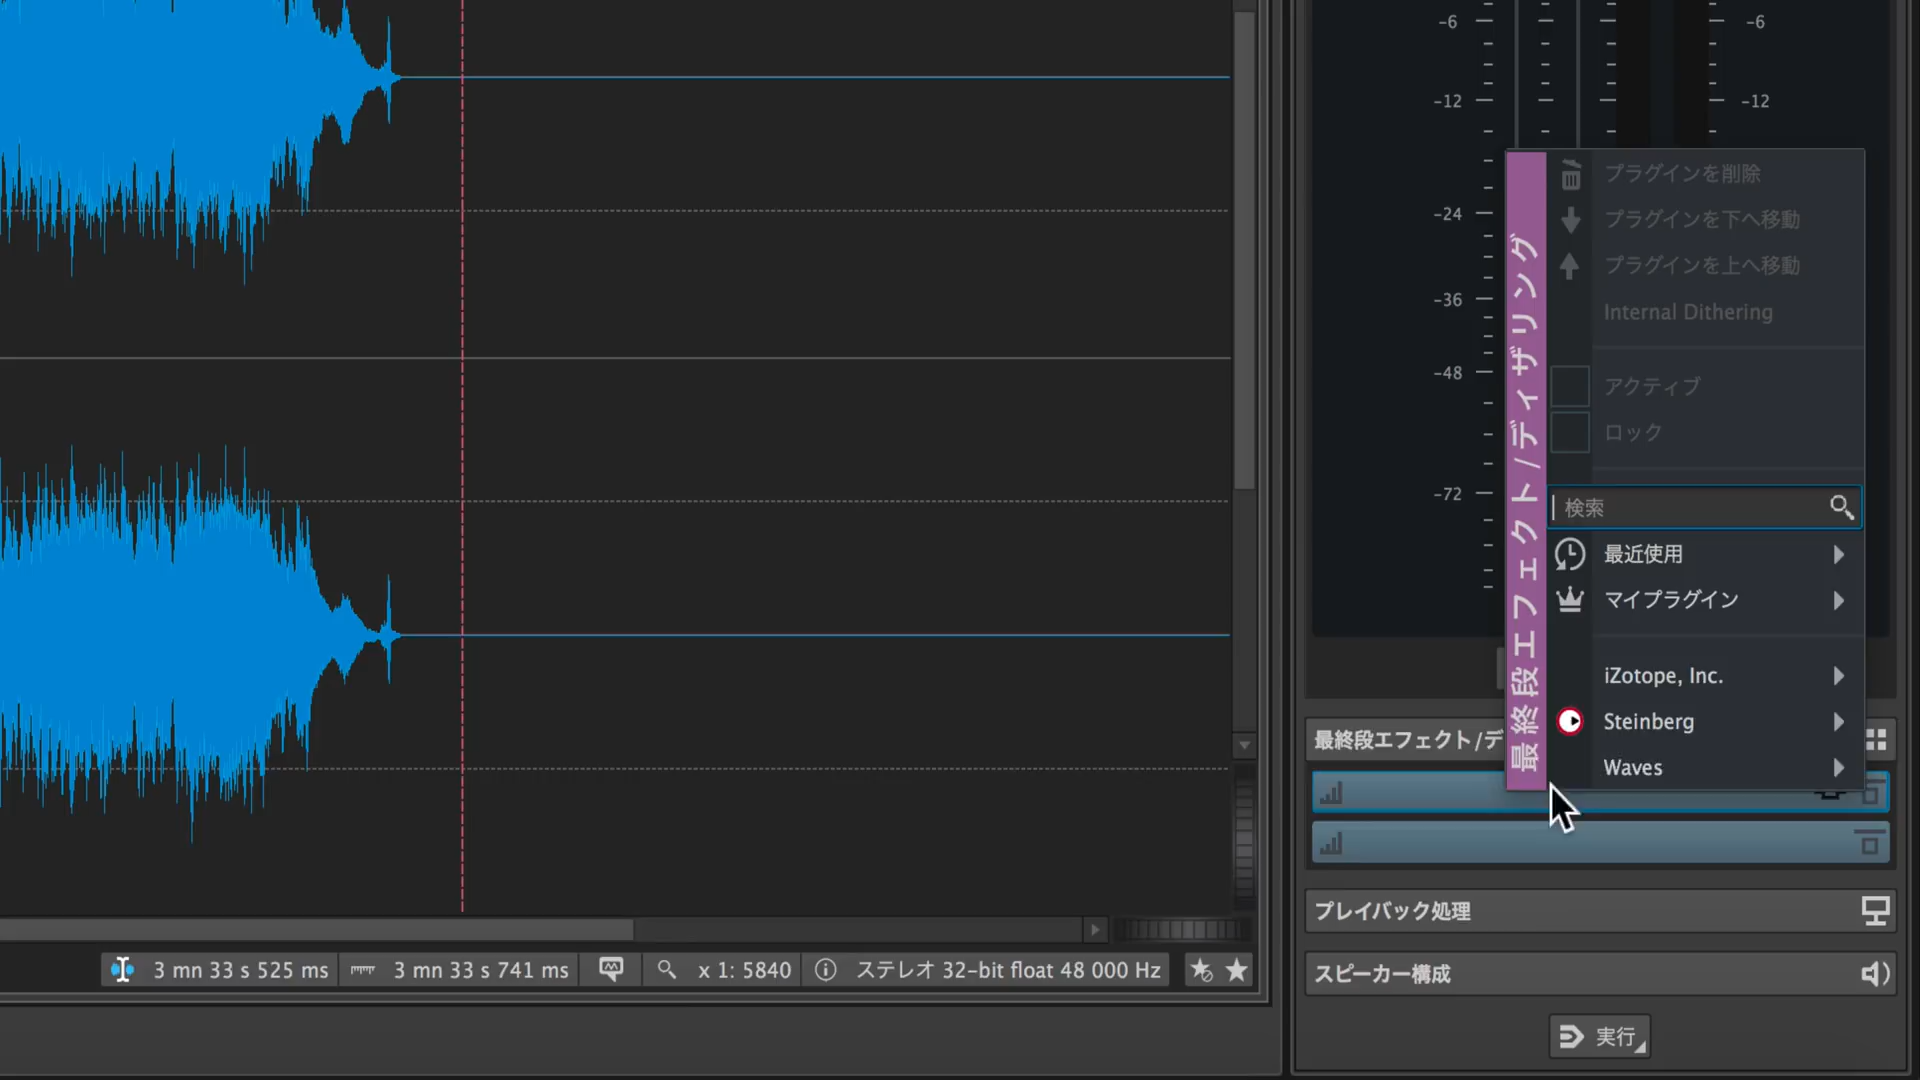 -6
-6
-12
-12
-24
-36
-48
-72
最終段エフェクト/ディザリング
プラグインを削除
プラグインを下へ移動
プラグインを上へ移動
Internal Dithering
アクティブ
ロック
検索
最近使用
マイプラグイン
iZotope, Inc.
Steinberg
Waves
最終段エフェクト/デ
プレイバック処理
スピーカー構成
実行
3 mn 33 s 525 ms
3 mn 33 s 741 ms
x 1: 5840
ステレオ 32-bit float 48 000 Hz